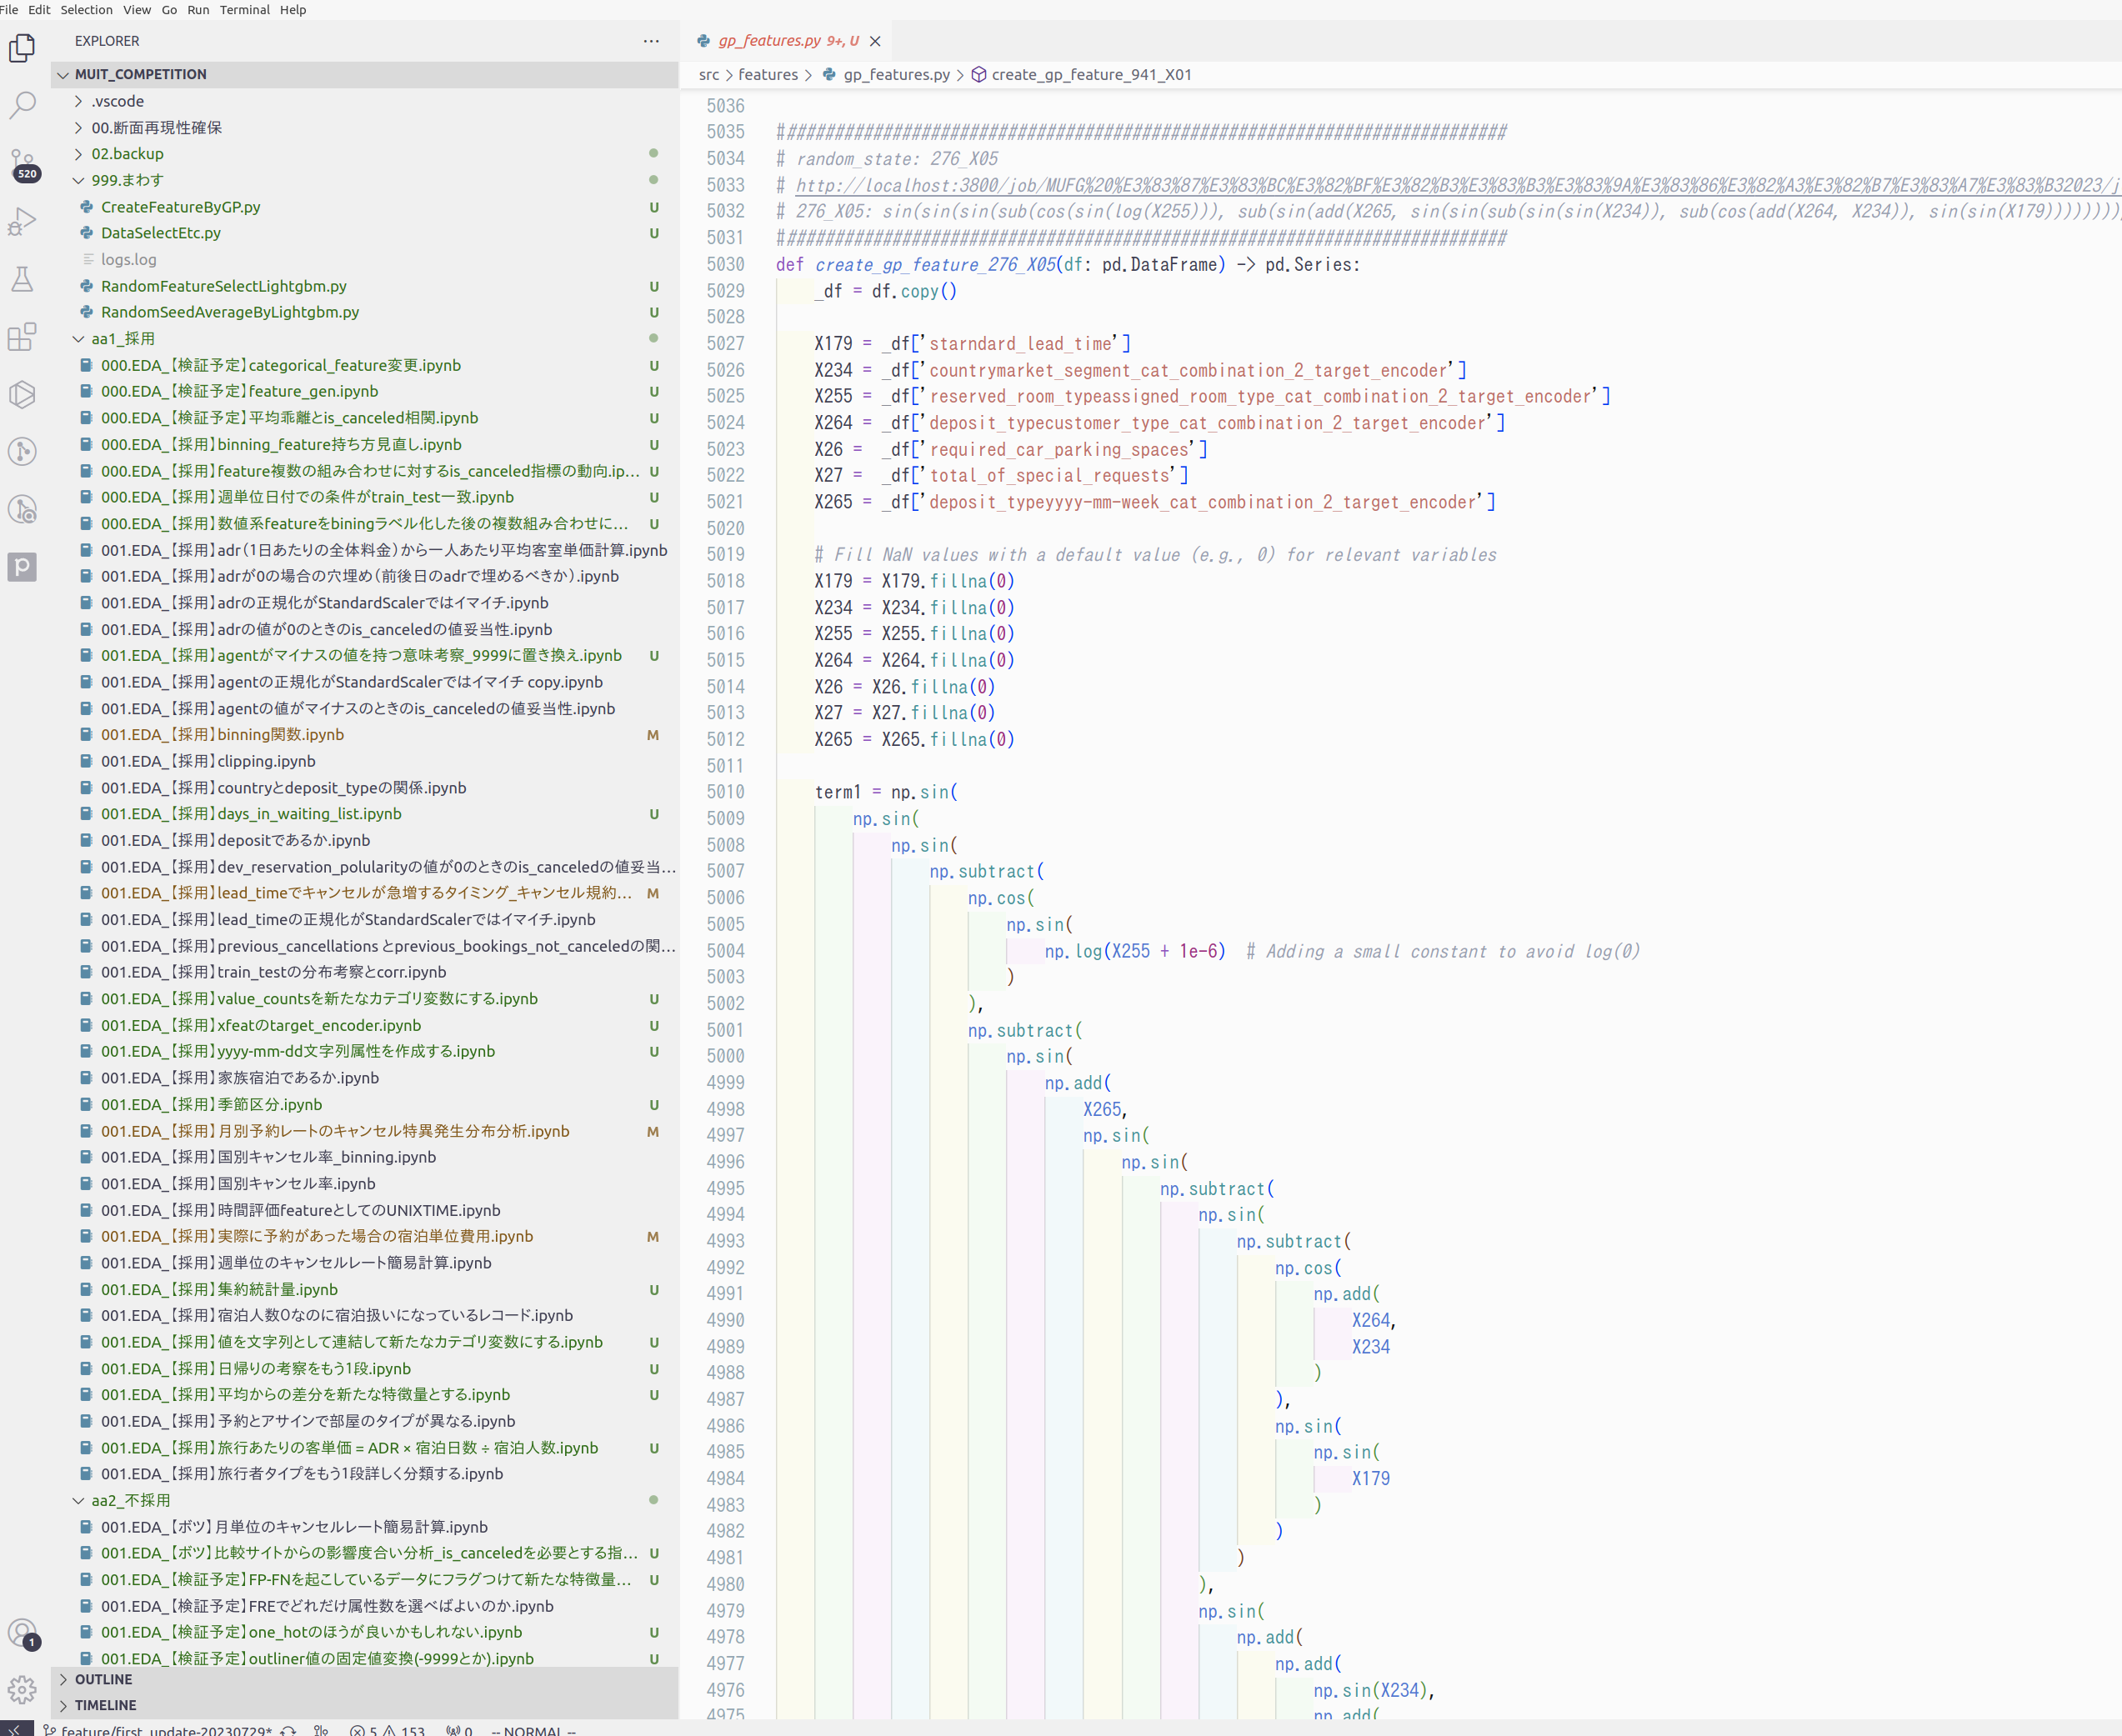 File Edit Selection View Go Run Terminal Help
EXPLORER
MUIT_COMPETITION
.vscode
00.断面再現性確保
02.backup
999.まわす
CreateFeatureByGP.py U
DataSelectEtc.py U
logs.log
RandomFeatureSelectLightgbm.py U
RandomSeedAverageByLightgbm.py U
aa1_採用
000.EDA_【検証予定】categorical_feature変更.ipynb U
000.EDA_【検証予定】feature_gen.ipynb U
000.EDA_【検証予定】平均乖離とis_canceled相関.ipynb U
000.EDA_【採用】binning_feature持ち方見直し.ipynb U
000.EDA_【採用】feature複数の組み合わせに対するis_canceled指標の動向.ip... U
000.EDA_【採用】週単位日付での条件がtrain_test一致.ipynb U
000.EDA_【採用】数値系featureをbiningラベル化した後の複数組み合わせに... U
001.EDA_【採用】adr（1日あたりの全体料金）から一人あたり平均客室単価計算.ipynb
001.EDA_【採用】adrが0の場合の穴埋め（前後日のadrで埋めるべきか）.ipynb
001.EDA_【採用】adrの正規化がStandardScalerではイマイチ.ipynb
001.EDA_【採用】adrの値が0のときのis_canceledの値妥当性.ipynb
001.EDA_【採用】agentがマイナスの値を持つ意味考察_9999に置き換え.ipynb U
001.EDA_【採用】agentの正規化がStandardScalerではイマイチ copy.ipynb
001.EDA_【採用】agentの値がマイナスのときのis_canceledの値妥当性.ipynb
001.EDA_【採用】binning関数.ipynb M
001.EDA_【採用】clipping.ipynb
001.EDA_【採用】countryとdeposit_typeの関係.ipynb
001.EDA_【採用】days_in_waiting_list.ipynb U
001.EDA_【採用】depositであるか.ipynb
001.EDA_【採用】dev_reservation_polularityの値が0のときのis_canceledの値妥当...
001.EDA_【採用】lead_timeでキャンセルが急増するタイミング_キャンセル規約... M
001.EDA_【採用】lead_timeの正規化がStandardScalerではイマイチ.ipynb
001.EDA_【採用】previous_cancellations とprevious_bookings_not_canceledの関...
001.EDA_【採用】train_testの分布考察とcorr.ipynb
001.EDA_【採用】value_countsを新たなカテゴリ変数にする.ipynb U
001.EDA_【採用】xfeatのtarget_encoder.ipynb U
001.EDA_【採用】yyyy-mm-dd文字列属性を作成する.ipynb U
001.EDA_【採用】家族宿泊であるか.ipynb
001.EDA_【採用】季節区分.ipynb U
001.EDA_【採用】月別予約レートのキャンセル特異発生分布分析.ipynb M
001.EDA_【採用】国別キャンセル率_binning.ipynb
001.EDA_【採用】国別キャンセル率.ipynb
001.EDA_【採用】時間評価featureとしてのUNIXTIME.ipynb
001.EDA_【採用】実際に予約があった場合の宿泊単位費用.ipynb M
001.EDA_【採用】週単位のキャンセルレート簡易計算.ipynb
001.EDA_【採用】集約統計量.ipynb U
001.EDA_【採用】宿泊人数0なのに宿泊扱いになっているレコード.ipynb
001.EDA_【採用】値を文字列として連結して新たなカテゴリ変数にする.ipynb U
001.EDA_【採用】日帰りの考察をもう1段.ipynb U
001.EDA_【採用】平均からの差分を新たな特徴量とする.ipynb U
001.EDA_【採用】予約とアサインで部屋のタイプが異なる.ipynb
001.EDA_【採用】旅行あたりの客単価 = ADR × 宿泊日数 ÷ 宿泊人数.ipynb U
001.EDA_【採用】旅行者タイプをもう1段詳しく分類する.ipynb
aa2_不採用
001.EDA_【ボツ】月単位のキャンセルレート簡易計算.ipynb
001.EDA_【ボツ】比較サイトからの影響度合い分析_is_canceledを必要とする指... U
001.EDA_【検証予定】FP-FNを起こしているデータにフラグつけて新たな特徴量... U
001.EDA_【検証予定】FREでどれだけ属性数を選べばよいのか.ipynb
001.EDA_【検証予定】one_hotのほうが良いかもしれない.ipynb U
001.EDA_【検証予定】outliner値の固定値変換(-9999とか).ipynb U
OUTLINE
TIMELINE
520
1
feature/first_update-20230729* 5 153 0 -- NORMAL --
gp_features.py 9+, U
src > features > gp_features.py > create_gp_feature_941_X01
5036
5035 ###########################################################################
5034 # random_state: 276_X05
5033 # http://localhost:3800/job/MUFG%20%E3%83%87%E3%83%BC%E3%82%BF%E3%82%B3%E3%83%B3%E3%83%9A%E3%83%86%E3%82%A3%E3%82%B7%E3%83%A7%E3%83%B32023/j
5032 # 276_X05: sin(sin(sin(sub(cos(sin(log(X255))), sub(sin(add(X265, sin(sin(sub(sin(sin(X234)), sub(cos(add(X264, X234)), sin(sin(X179))))))))),
5031 ###########################################################################
5030 def create_gp_feature_276_X05(df: pd.DataFrame) -> pd.Series:
5029 _df = df.copy()
5028
5027 X179 = _df['starndard_lead_time']
5026 X234 = _df['countrymarket_segment_cat_combination_2_target_encoder']
5025 X255 = _df['reserved_room_typeassigned_room_type_cat_combination_2_target_encoder']
5024 X264 = _df['deposit_typecustomer_type_cat_combination_2_target_encoder']
5023 X26 = _df['required_car_parking_spaces']
5022 X27 = _df['total_of_special_requests']
5021 X265 = _df['deposit_typeyyyy-mm-week_cat_combination_2_target_encoder']
5020
5019 # Fill NaN values with a default value (e.g., 0) for relevant variables
5018 X179 = X179.fillna(0)
5017 X234 = X234.fillna(0)
5016 X255 = X255.fillna(0)
5015 X264 = X264.fillna(0)
5014 X26 = X26.fillna(0)
5013 X27 = X27.fillna(0)
5012 X265 = X265.fillna(0)
5011
5010 term1 = np.sin(
5009 np.sin(
5008 np.sin(
5007 np.subtract(
5006 np.cos(
5005 np.sin(
5004 np.log(X255 + 1e-6) # Adding a small constant to avoid log(0)
5003 )
5002 ),
5001 np.subtract(
5000 np.sin(
4999 np.add(
4998 X265,
4997 np.sin(
4996 np.sin(
4995 np.subtract(
4994 np.sin(
4993 np.subtract(
4992 np.cos(
4991 np.add(
4990 X264,
4989 X234
4988 )
4987 ),
4986 np.sin(
4985 np.sin(
4984 X179
4983 )
4982 )
4981 )
4980 ),
4979 np.sin(
4978 np.add(
4977 np.add(
4976 np.sin(X234),
4975 np.add(